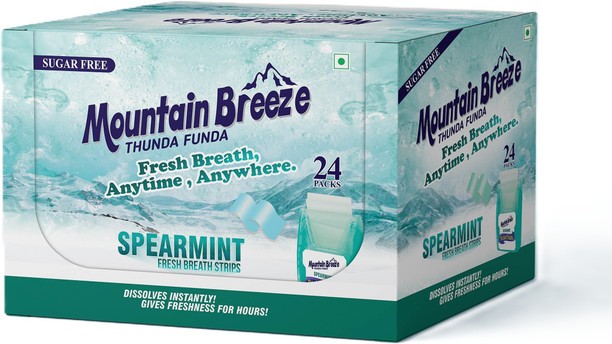 SUGAR FREE
Mountain Breeze
THUNDA FUNDA
Fresh Breath,
Anytime , Anywhere.
24
PACKS
SPEARMINT
FRESH BREATH STRIPS
Mountain Breeze
DISSOLVES INSTANTLY!
GIVES FRESHNESS FOR HOURS!
SUGAR FREE
Mountain Breeze
THUNDA FUNDA
Fresh Breath,
Anytime, Anywhere.
24
PACKS
SPEARMINT
FRESH BREATH STRIPS
DISSOLVES INSTANTLY!
GIVES FRESHNESS FOR HOURS!